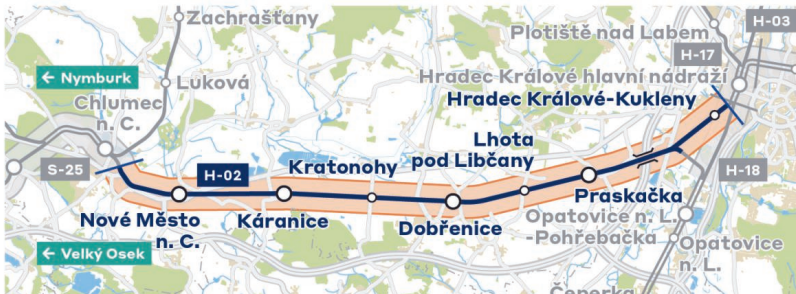 Zachrašťany
Plotiště nad Labem
H-03
H-17
← Nymburk
Luková
Hradec Králové hlavní nádraží
Chlumec
n. C.
Hradec Králové-Kukleny
Lhota
pod Libčany
S-25
H-02
Kratonohy
H-18
Nové Město
n. C.
Káranice
Dobřenice
Praskačka
Opatovice n. L.
-Pohřebačka
← Velký Osek
Opatovice
n. L.
Čeperka